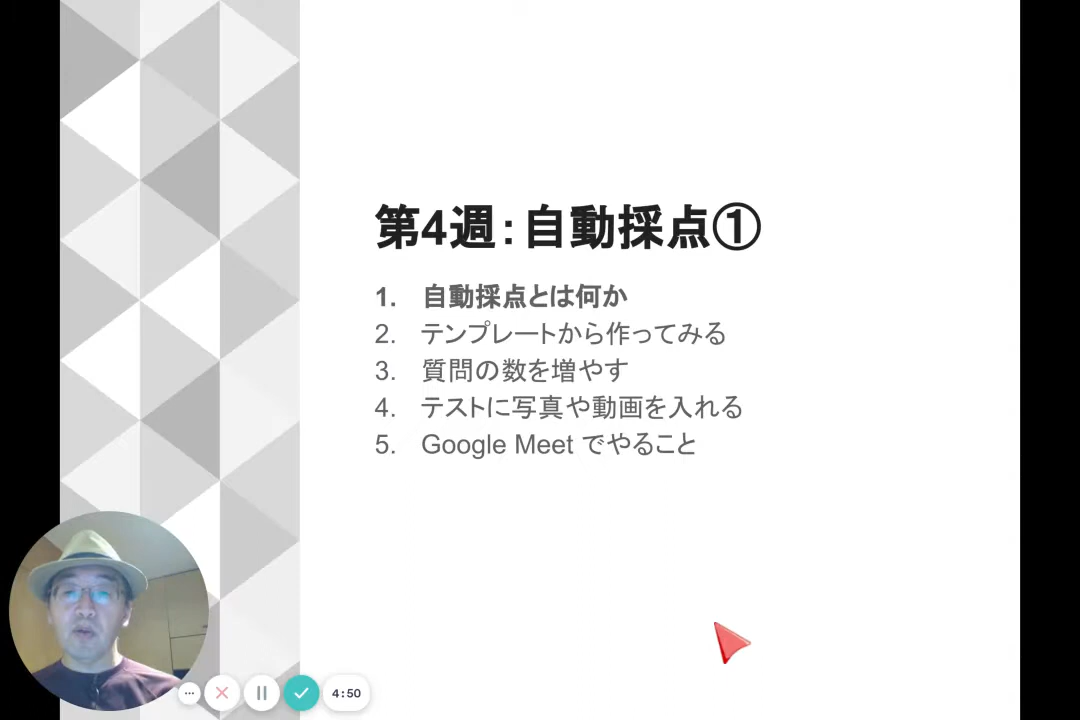 第4週:自動採点①
1. 自動採点とは何か
2. テンプレートから作ってみる
3. 質問の数を増やす
4. テストに写真や動画を入れる
5. Google Meet でやること
4:50